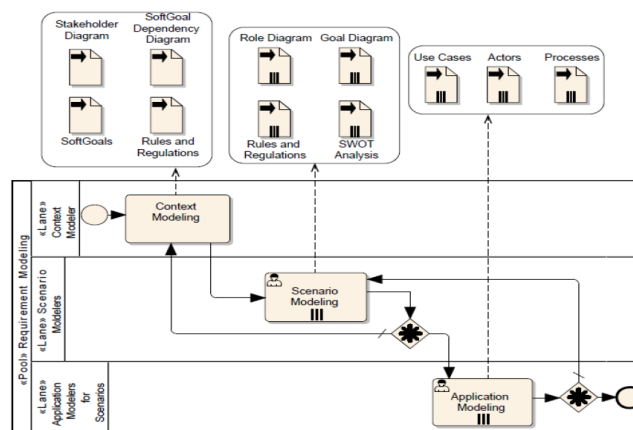 Stakeholder
Diagram
SoftGoal
Dependency
Diagram
SoftGoals
Rules and
Regulations
Role Diagram
Goal Diagram
Rules and
Regulations
SWOT
Analysis
Use Cases
Actors
Processes
«Pool» Requirement Modeling
«Lane»
Context
Modeler
Context
Modeling
«Lane» Scenario
Modelers
Scenario
Modeling
«Lane»
Application
Modelers
for
Scenarios
Application
Modeling